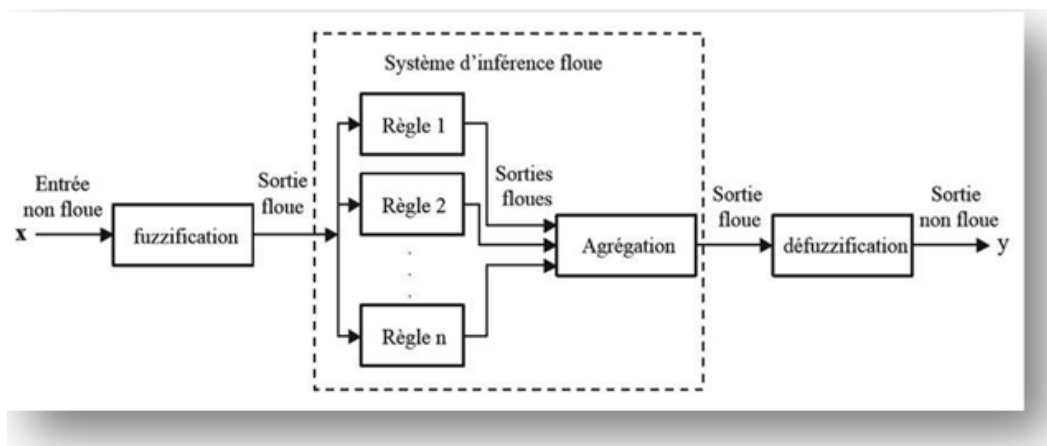 Système d'inférence floue
Entrée
non floue
x
fuzzification
Sortie
floue
Règle 1
Règle 2
.
.
.
Règle n
Sorties
floues
Agrégation
Sortie
floue
défuzzification
Sortie
non floue
y